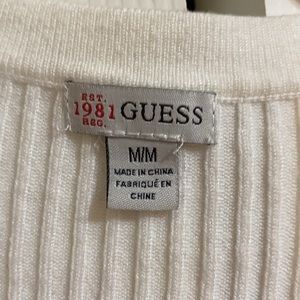 EST.
1981 GUESS
REG.
M/M
MADE IN CHINA
FABRIQUÉ EN
CHINE